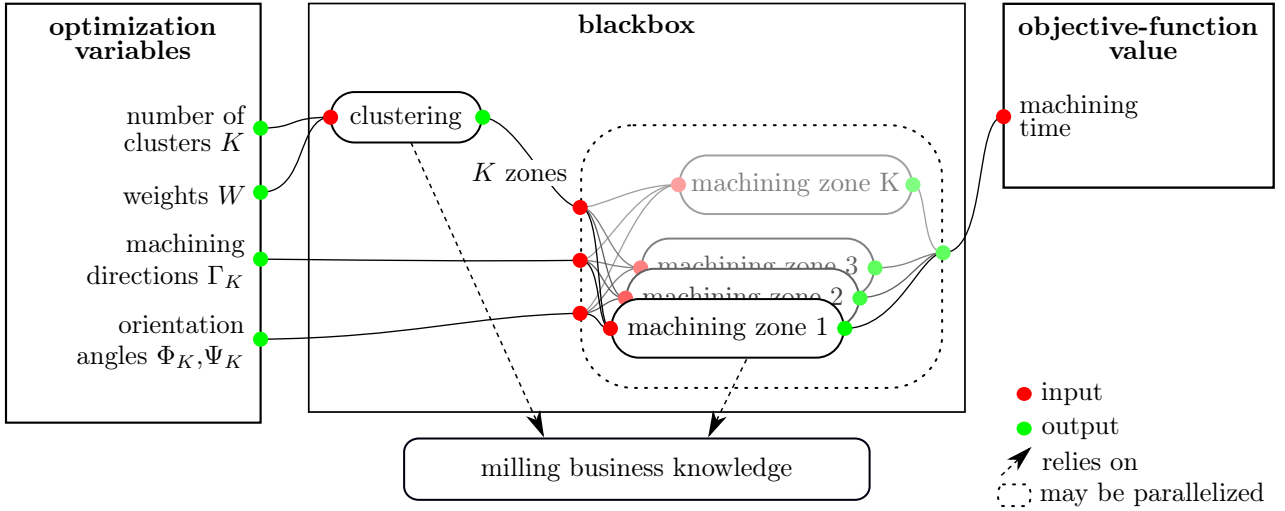 optimization
variables
number of
clusters K
weights W
machining
directions Γ_K
orientation
angles Φ_K,Ψ_K
blackbox
clustering
K zones
machining zone K
machining zone 3
machining zone 2
machining zone 1
milling business knowledge
objective-function
value
machining
time
input
output
relies on
may be parallelized